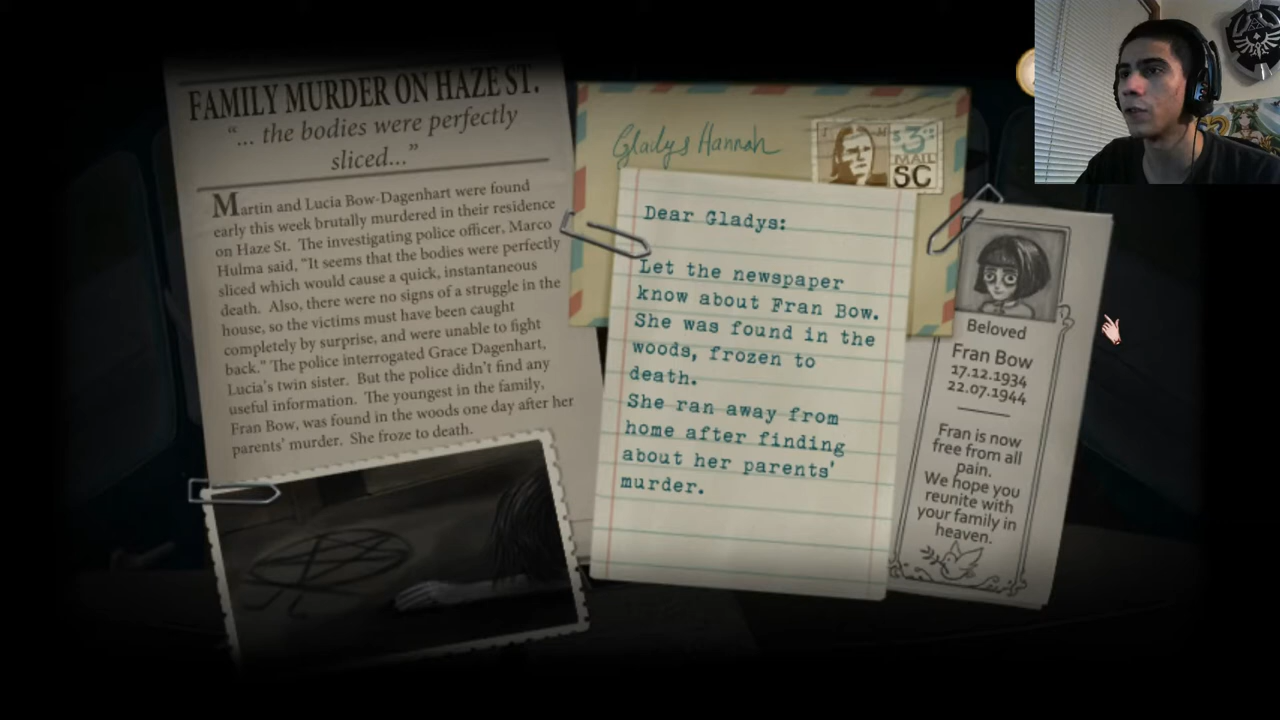 FAMILY MURDER ON HAZE ST.
"... the bodies were perfectly
sliced..."
Martin and Lucia Bow-Dagenhart were found
early this week brutally murdered in their residence
on Haze St. The investigating police officer, Marco
Hulma said, "It seems that the bodies were perfectly
sliced which would cause a quick, instantaneous
death. Also, there were no signs of a struggle in the
house, so the victims must have been caught
completely by surprise, and were unable to fight
back." The police interrogated Grace Dagenhart,
Lucia's twin sister. But the police didn't find any
useful information. The youngest in the family,
Fran Bow, was found in the woods one day after her
parents' murder. She froze to death.
Gladys Hannah
3
MAIL
SC
Dear Gladys:
Let the newspaper
know about Fran Bow.
She was found in the
woods, frozen to
death.
She ran away from
home after finding
about her parents'
murder.
Beloved
Fran Bow
17.12.1934
22.07.1944
Fran is now
free from all
pain.
We hope you
reunite with
your family in
heaven.